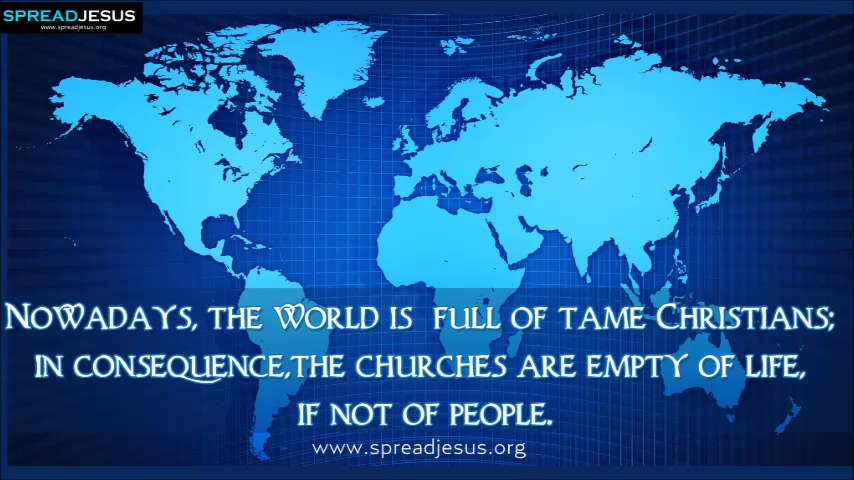 SPREADJESUS
www.spreadjesus.org
Nowadays, the world is full of tame Christians;
in consequence,the churches are empty of life,
if not of people.
www.spreadjesus.org